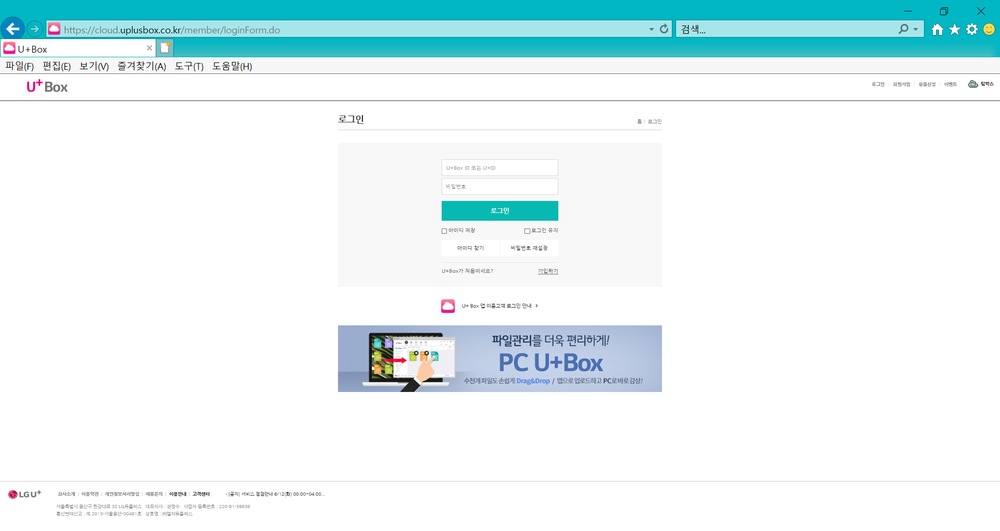 https://cloud.uplusbox.co.kr/member/loginForm.do
검색...
U+Box
파일(F) 편집(E) 보기(V) 즐겨찾기(A) 도구(T) 도움말(H)
U+ Box
로그인 회원가입 상품신청 이벤트 팀박스
로그인
홈 > 로그인
U+Box ID 또는 U+ID
비밀번호
로그인
아이디 저장 로그인 유지
아이디 찾기 비밀번호 재설정
U+Box가 처음이세요? 가입하기
U+ Box 앱 이용고객 로그인 안내 >
파일관리를 더욱 편리하게!
PC U+Box
수천개 파일도 손쉽게 Drag&Drop / 앱으로 업로드하고 PC로 바로 감상!
LG U+
회사소개 이용약관 개인정보처리방침 제휴문의 이용안내 고객센터
[공지] 서비스 점검안내 6/12(화) 00:00~04:00...
서울특별시 용산구 한강대로 32 LG유플러스 대표이사 : 권영수 사업자 등록번호 : 220-81-39938
통신판매신고 : 제 2015-서울용산-00481호 상호명 : ㈜엘지유플러스